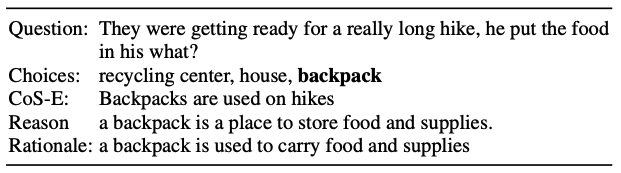 Question: They were getting ready for a really long hike, he put the food
in his what?
Choices: recycling center, house, backpack
CoS-E: Backpacks are used on hikes
Reason a backpack is a place to store food and supplies.
Rationale: a backpack is used to carry food and supplies